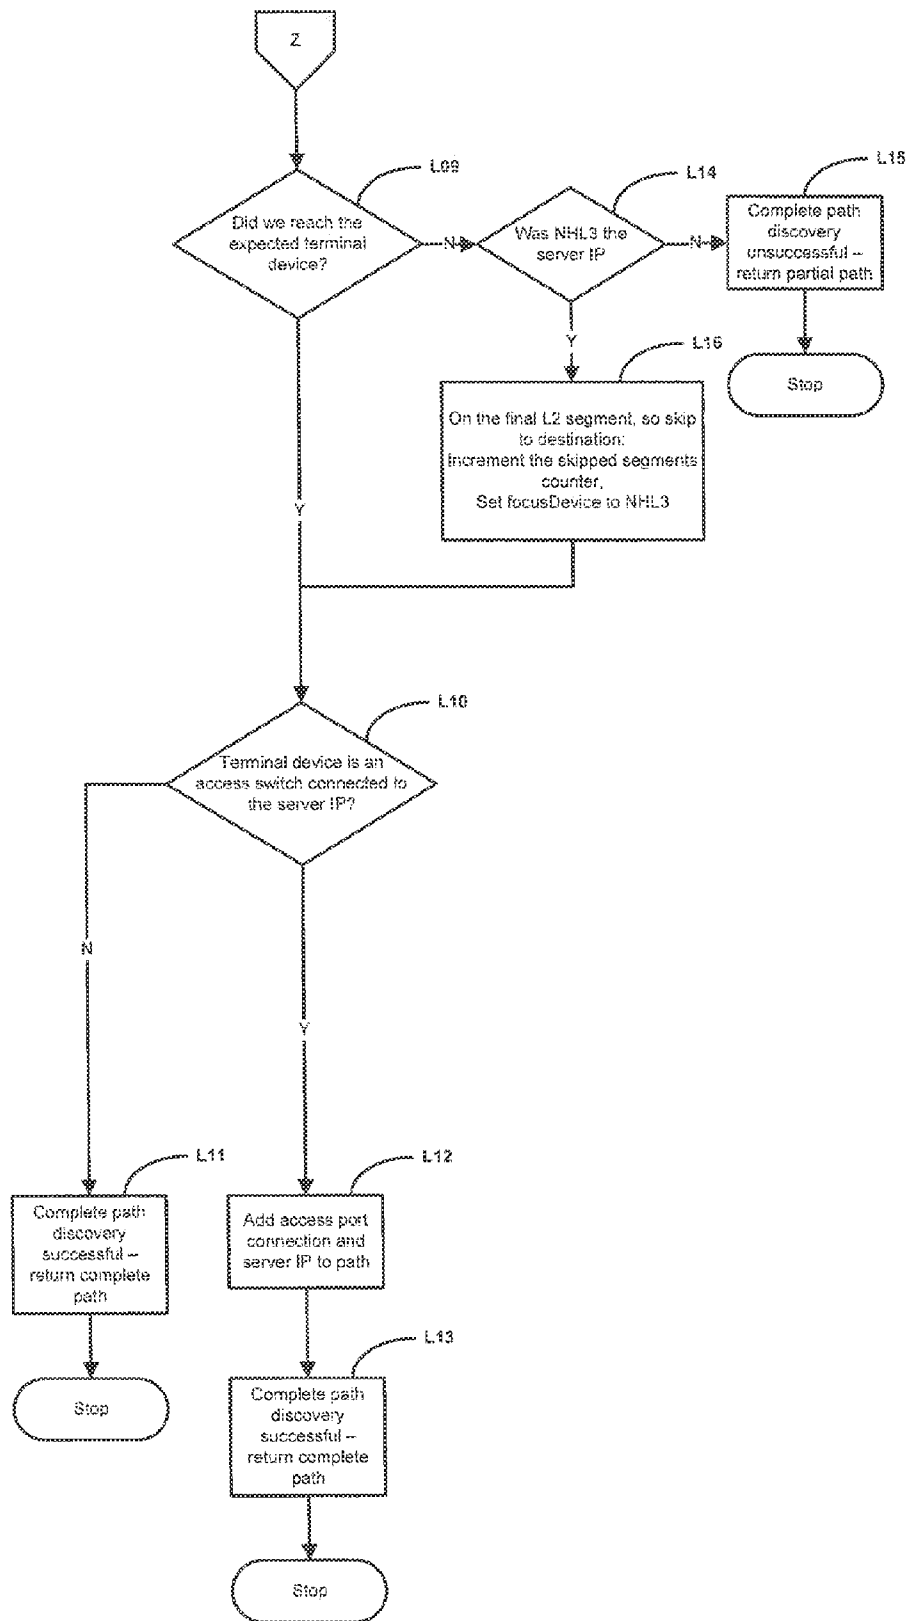 Z
L09
Did we reach the
expected terminal
device?
N
L14
Was NHL3 the
server IP
N
L15
Complete path
discovery
unsuccessful –
return partial path
Stop
Y
L16
On the final L2 segment, so skip
to destination:
Increment the skipped segments
counter,
Set focusDevice to NHL3
Y
L10
Terminal device is an
access switch connected to
the server IP?
N
Y
L11
Complete path
discovery
successful –
return complete
path
Stop
L12
Add access port
connection and
server IP to path
L13
Complete path
discovery
successful –
return complete
path
Stop